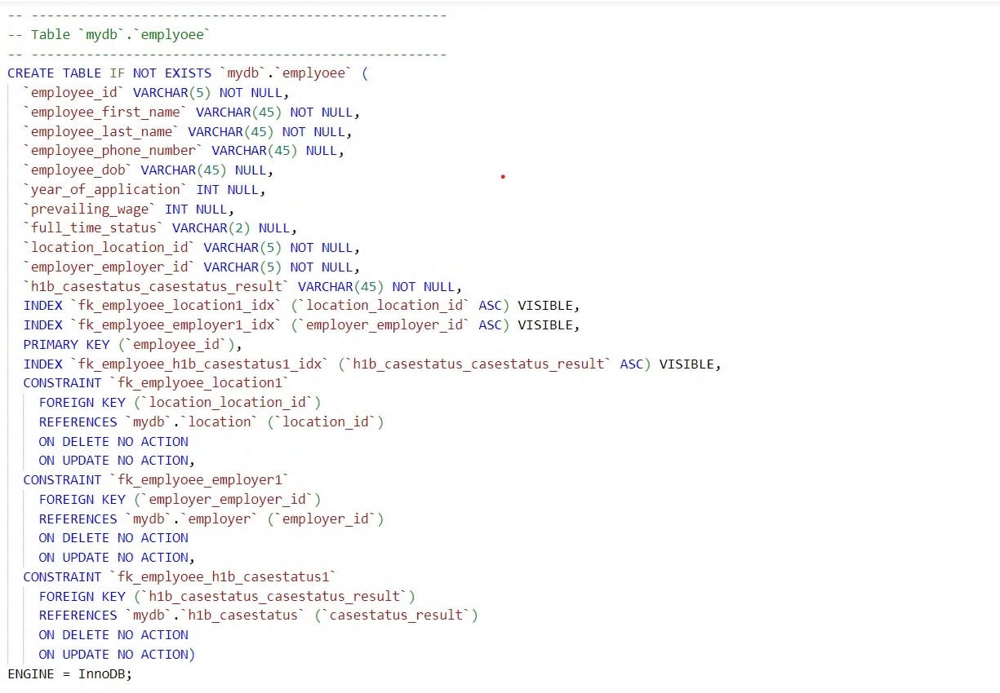 -- -----------------------------------------------------
-- Table `mydb`.`emplyoee`
-- -----------------------------------------------------
CREATE TABLE IF NOT EXISTS `mydb`.`emplyoee` (
  `employee_id` VARCHAR(5) NOT NULL,
  `employee_first_name` VARCHAR(45) NOT NULL,
  `employee_last_name` VARCHAR(45) NOT NULL,
  `employee_phone_number` VARCHAR(45) NULL,
  `employee_dob` VARCHAR(45) NULL,
  `year_of_application` INT NULL,
  `prevailing_wage` INT NULL,
  `full_time_status` VARCHAR(2) NULL,
  `location_location_id` VARCHAR(5) NOT NULL,
  `employer_employer_id` VARCHAR(5) NOT NULL,
  `h1b_casestatus_casestatus_result` VARCHAR(45) NOT NULL,
  INDEX `fk_emplyoee_location1_idx` (`location_location_id` ASC) VISIBLE,
  INDEX `fk_emplyoee_employer1_idx` (`employer_employer_id` ASC) VISIBLE,
  PRIMARY KEY (`employee_id`),
  INDEX `fk_emplyoee_h1b_casestatus1_idx` (`h1b_casestatus_casestatus_result` ASC) VISIBLE,
  CONSTRAINT `fk_emplyoee_location1`
    FOREIGN KEY (`location_location_id`)
    REFERENCES `mydb`.`location` (`location_id`)
    ON DELETE NO ACTION
    ON UPDATE NO ACTION,
  CONSTRAINT `fk_emplyoee_employer1`
    FOREIGN KEY (`employer_employer_id`)
    REFERENCES `mydb`.`employer` (`employer_id`)
    ON DELETE NO ACTION
    ON UPDATE NO ACTION,
  CONSTRAINT `fk_emplyoee_h1b_casestatus1`
    FOREIGN KEY (`h1b_casestatus_casestatus_result`)
    REFERENCES `mydb`.`h1b_casestatus` (`casestatus_result`)
    ON DELETE NO ACTION
    ON UPDATE NO ACTION)
ENGINE = InnoDB;